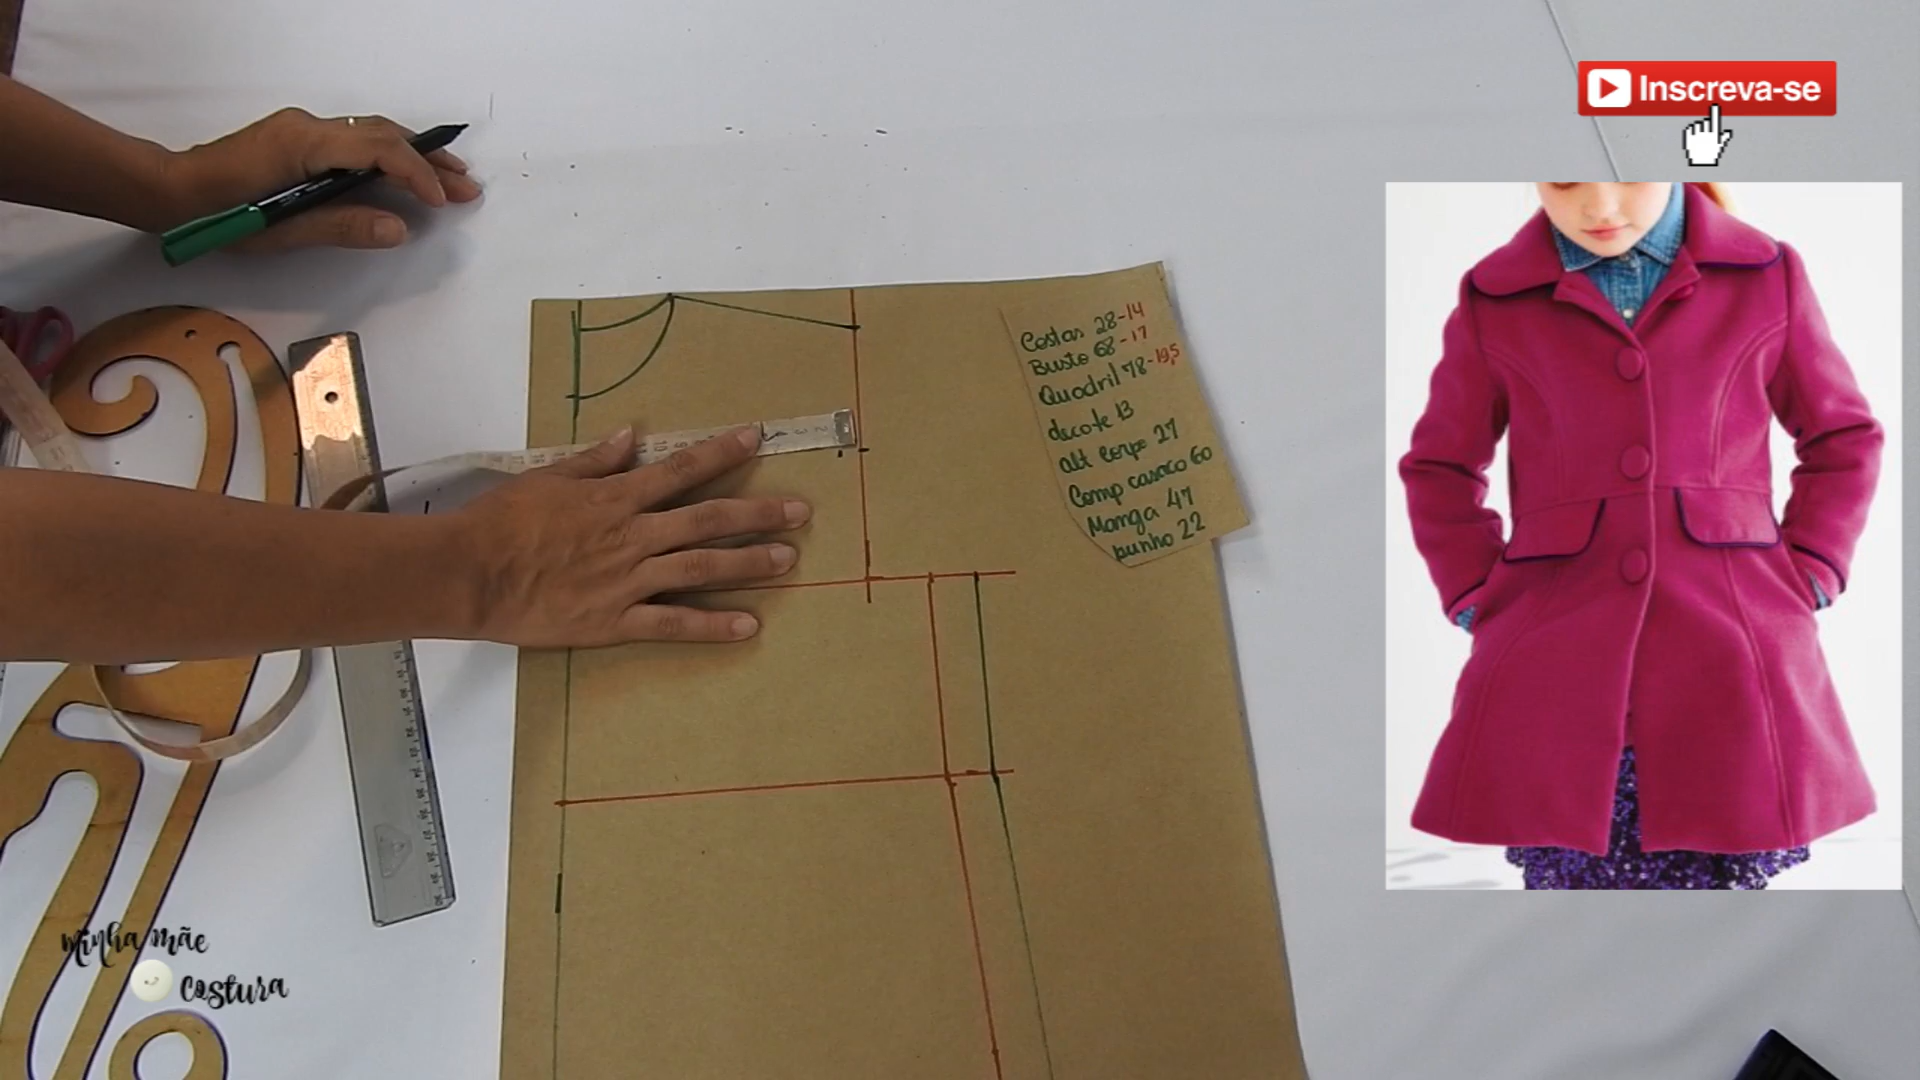 Inscreva-se
Costas 28-14
Busto 68-17
Quadril 78-19,5
decote 13
alt corpo 27
Comp casaco 60
Manga 47
punho 22
minha mãe
costura